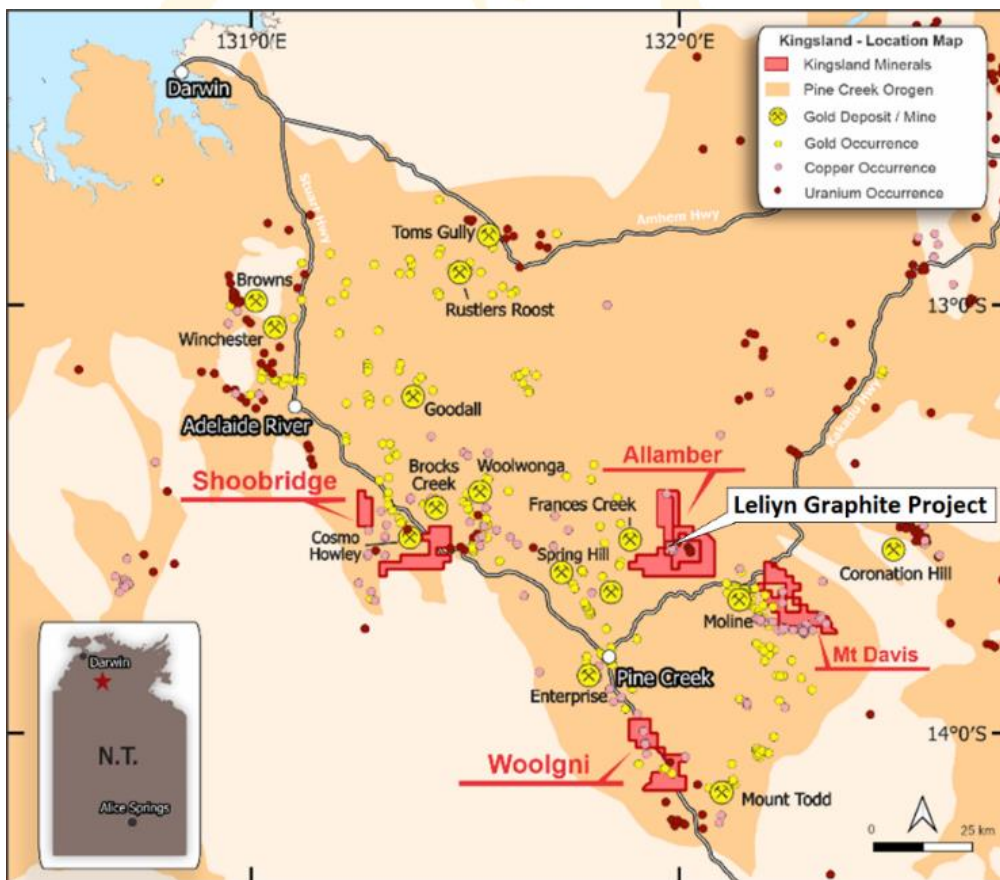 131°0'E
132°0'E
Kingsland - Location Map
Kingsland Minerals
Pine Creek Orogen
Gold Deposit / Mine
Gold Occurrence
Copper Occurrence
Uranium Occurrence
Darwin
Stuart Hwy
Arnhem Hwy
Toms Gully
Rustlers Roost
Browns
Winchester
13°0'S
Kakadu Hwy
Goodall
Adelaide River
Shoobridge
Brocks
Creek
Woolwonga
Allamber
Frances Creek
Leliyn Graphite Project
Cosmo
Howley
Spring Hill
Coronation Hill
Moline
Mt Davis
Pine Creek
Enterprise
14°0'S
Woolgni
Mount Todd
Darwin
N.T.
Alice Springs
0
25 km